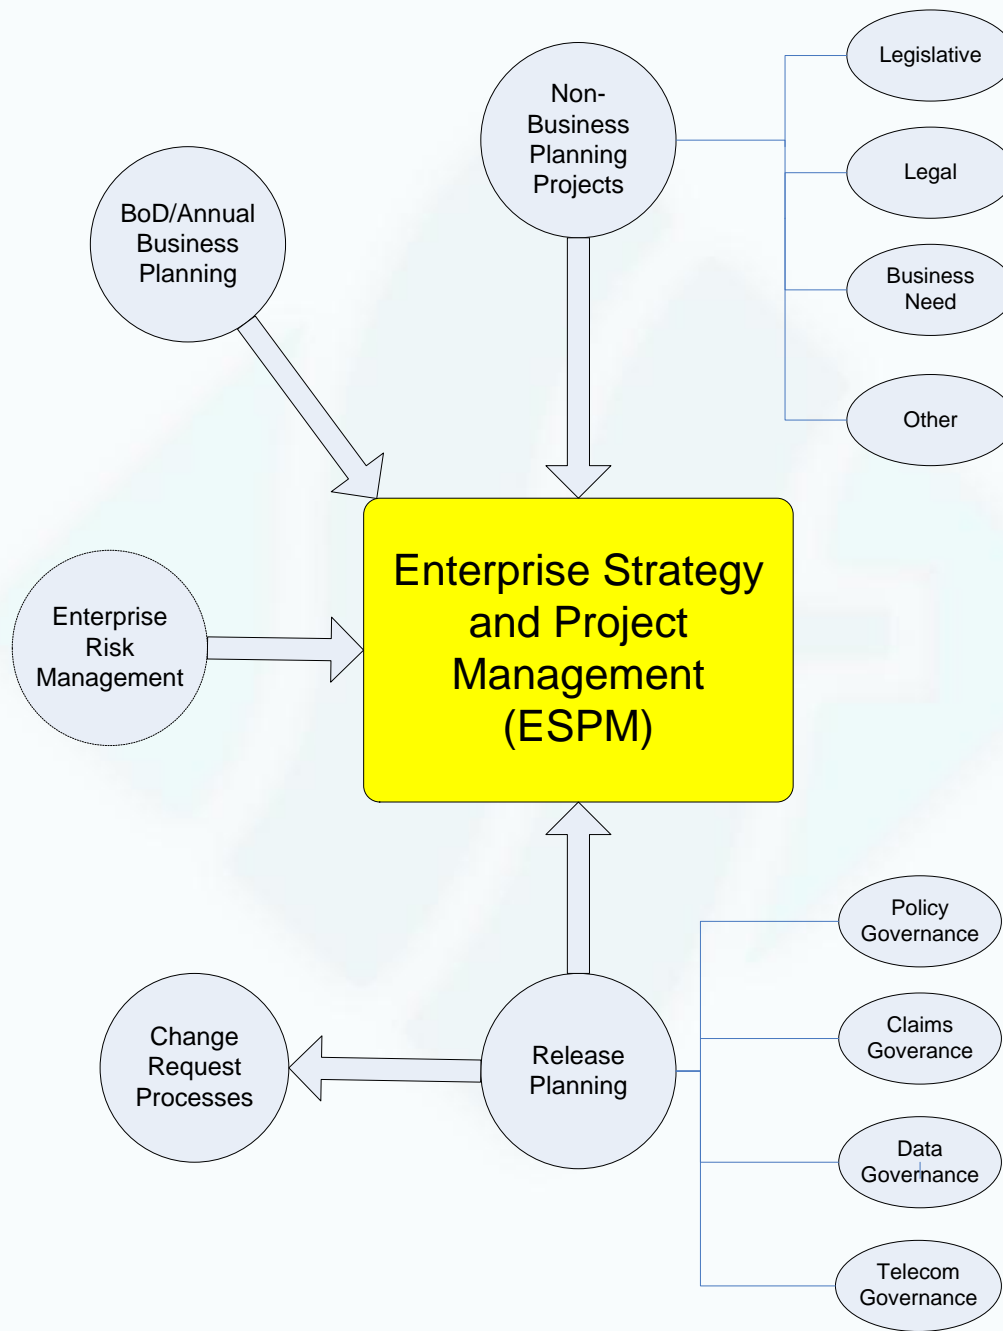 Legislative
Non-
Business
Planning
Projects
Legal
BoD/Annual
Business
Planning
Business
Need
Other
Enterprise Strategy
and Project
Management
(ESPM)
Enterprise
Risk
Management
Policy
Governance
Claims
Goverance
Change
Request
Processes
Release
Planning
Data
Governance
Telecom
Governance